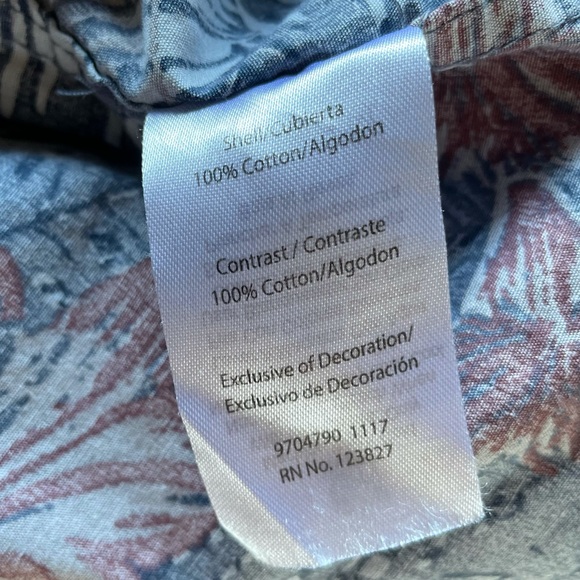 Shell/Cubierta
100% Cotton/Algodon
Contrast / Contraste
100% Cotton/Algodon
Exclusive of Decoration/
Exclusivo de Decoración
9704790 1117
RN No. 123827